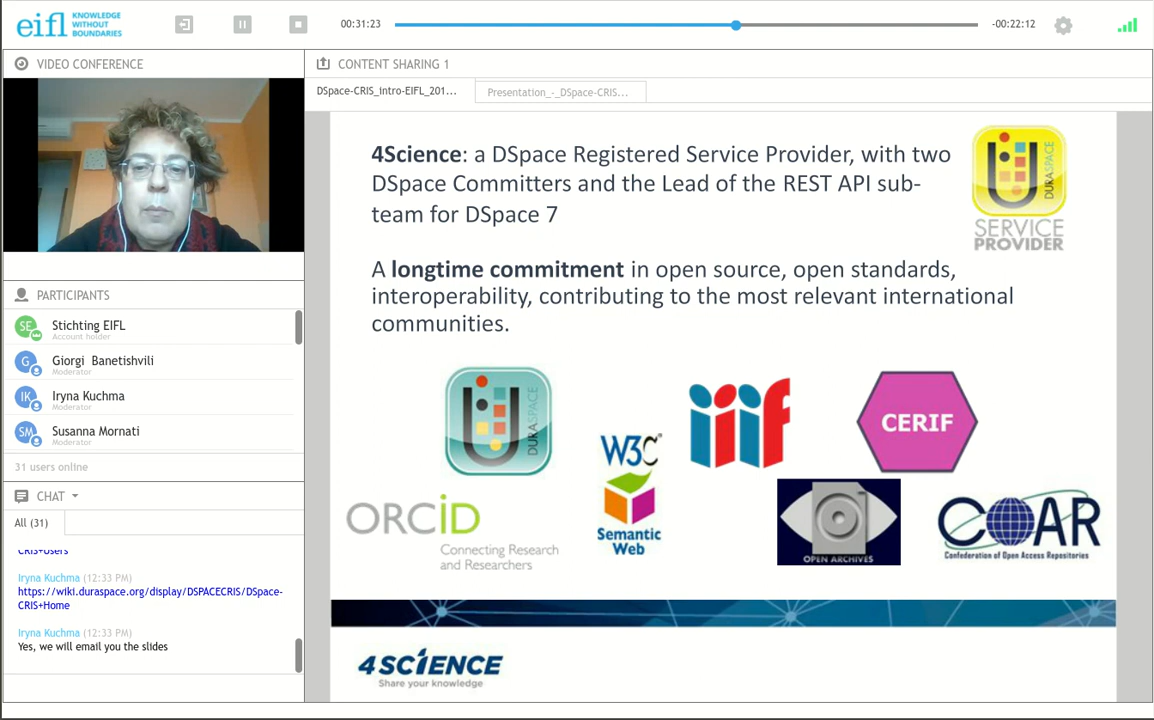 eifl KNOWLEDGE
WITHOUT
BOUNDARIES
00:31:23
-00:22:12
VIDEO CONFERENCE
PARTICIPANTS
SE Stichting EIFL
Account holder
G Giorgi Banetishvili
Moderator
IK Iryna Kuchma
Moderator
SM Susanna Mornati
Moderator
31 users online
CHAT
All (31)
CRIS+Users
Iryna Kuchma (12:33 PM)
https://wiki.duraspace.org/display/DSPACECRIS/DSpace-
CRIS+Home
Iryna Kuchma (12:33 PM)
Yes, we will email you the slides
CONTENT SHARING 1
DSpace-CRIS_intro-EIFL_201...
Presentation_-_DSpace-CRIS...
4Science: a DSpace Registered Service Provider, with two
DSpace Committers and the Lead of the REST API sub-
team for DSpace 7
DURASPACE
SERVICE
PROVIDER
A longtime commitment in open source, open standards,
interoperability, contributing to the most relevant international
communities.
DURASPACE
iiif
CERIF
W3C
Semantic
Web
ORCID
Connecting Research
and Researchers
OPEN ARCHIVES
COAR
Confederation of Open Access Repositories
4SCIENCE
Share your knowledge